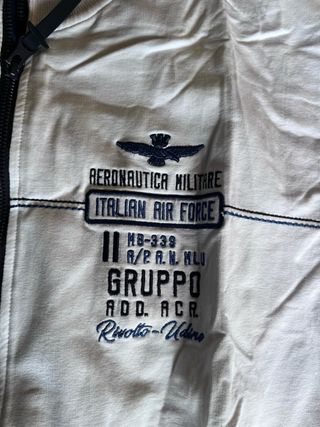 AERONAUTICA MILITARE
ITALIAN AIR FORCE
II MB-339
A/P.A.N. MLU
GRUPPO
ADD. ACR.
Rivolto - Udine